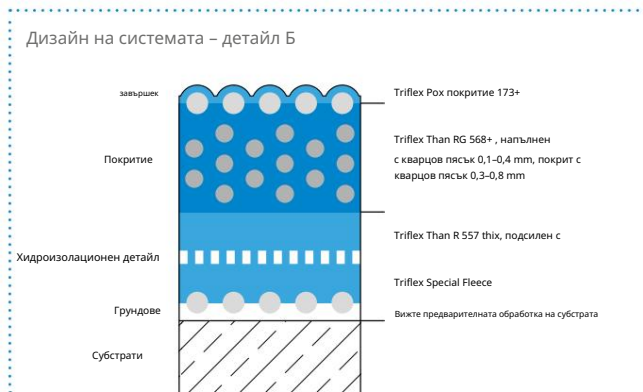 Дизайн на системата – детайл Б
завършек
Triflex Pox покритие 173+
Покритие
Triflex Than RG 568+ , напълнен
с кварцов пясък 0,1–0,4 mm, покрит с
кварцов пясък 0,3–0,8 mm
Хидроизолационен детайл
Triflex Than R 557 thix, подсилен с
Triflex Special Fleece
Грундове
Вижте предварителната обработка на субстрата
Субстрати